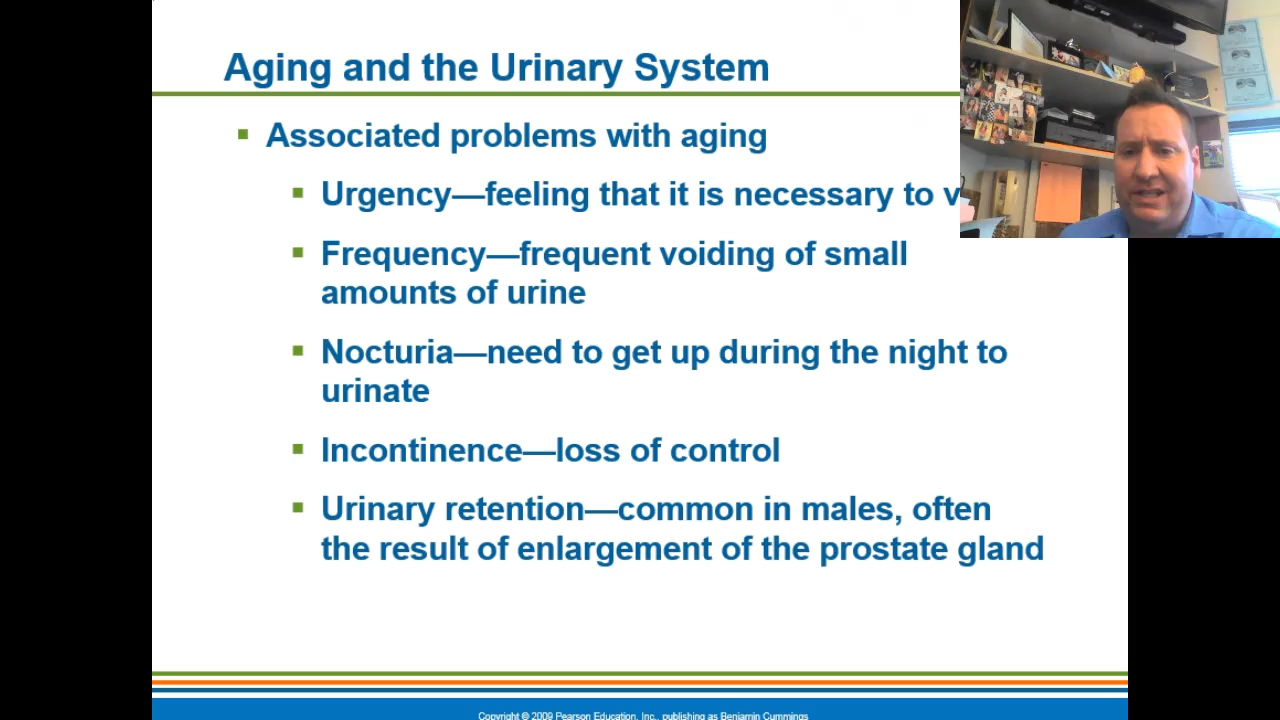 Aging and the Urinary System
Associated problems with aging
Urgency—feeling that it is necessary to
Frequency—frequent voiding of small
amounts of urine
Nocturia—need to get up during the night to
urinate
Incontinence—loss of control
Urinary retention—common in males, often
the result of enlargement of the prostate gland
Copyright © 2009 Pearson Education, Inc., publishing as Benjamin Cummings